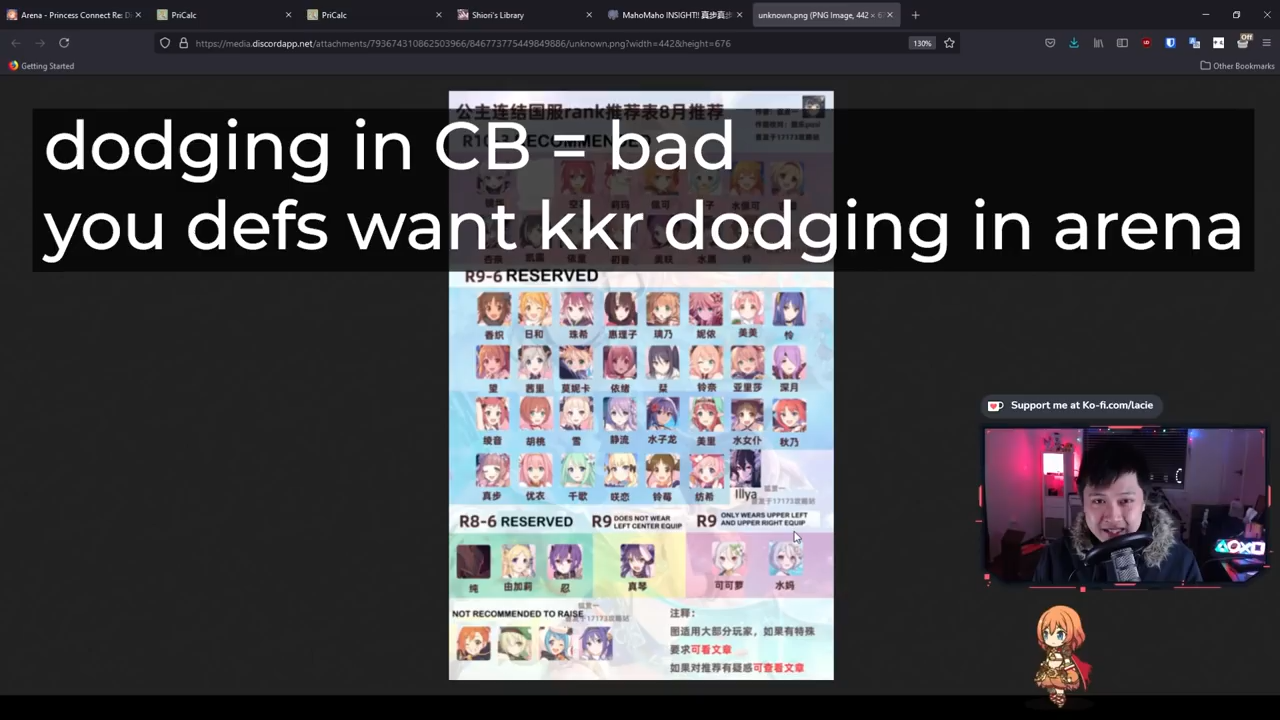 Arena - Princess Connect Re: Di
PriCalc
PriCalc
Shiori's Library
MahoMaho INSIGHT!! 真步真步
unknown.png (PNG Image, 442 × 67
https://media.discordapp.net/attachments/793674310862503966/846773775449849886/unknown.png?width=442&height=676
130%
Off
Getting Started
Other Bookmarks
公主连结国服rank推荐表8月推荐
dodging in CB = bad
you defs want kkr dodging in arena
R9-6 RESERVED
香织 日和 珠希 惠理子 璃乃 妮侬 美美 怜
望 茜里 莫妮卡 依绪 栞 铃奈 亚里莎 深月
绫音 胡桃 雪 静流 水子龙 美里 水女仆 秋乃
真步 优衣 千歌 咲恋 铃莓 纺希 Illya
R8-6 RESERVED
R9 DOES NOT WEAR
LEFT CENTER EQUIP
R9 ONLY WEARS UPPER LEFT
AND UPPER RIGHT EQUIP
纯 由加莉 忍 真琴 可可萝 水妈
NOT RECOMMENDED TO RAISE
注释：
图适用大部分玩家，如果有特殊
要求可看文章
如果对推荐有疑惑可查看文章
Support me at Ko-fi.com/lacie